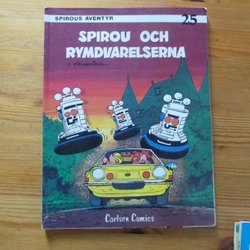 SPIROUS ÄVENTYR 25
SPIROU OCH
RYMDVARELSERNA
Carlsen Comics